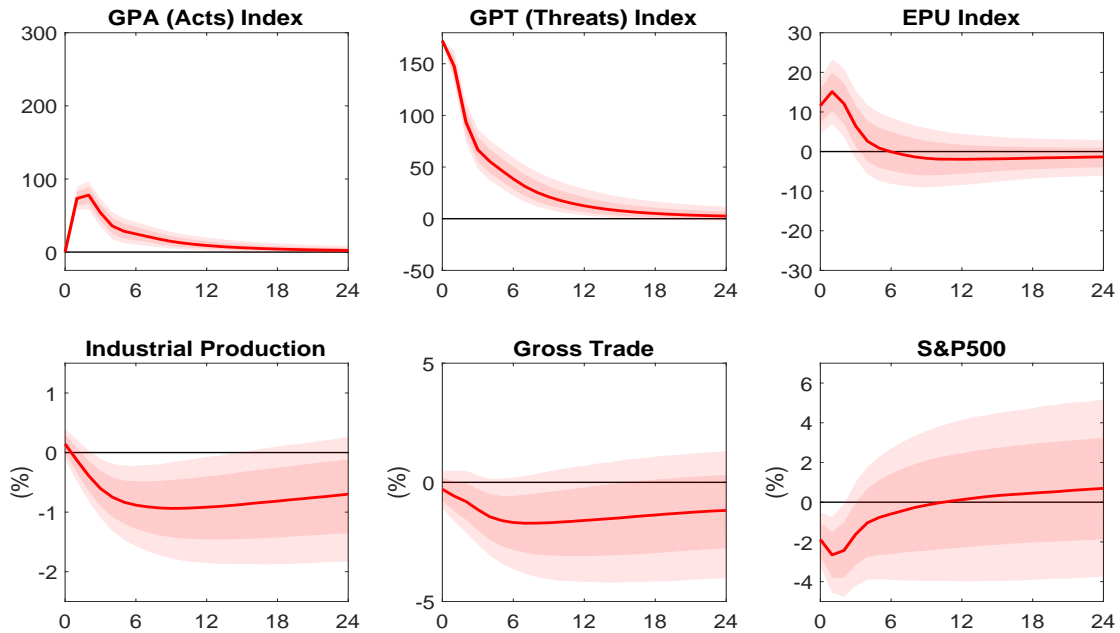 GPA (Acts) Index
300
200
100
0
0 6 12 18 24
GPT (Threats) Index
150
100
50
0
-50
0 6 12 18 24
EPU Index
30
20
10
0
-10
-20
-30
0 6 12 18 24
Industrial Production
(%)
1
0
-1
-2
0 6 12 18 24
Gross Trade
(%)
5
0
-5
0 6 12 18 24
S&P500
(%)
6
4
2
0
-2
-4
0 6 12 18 24